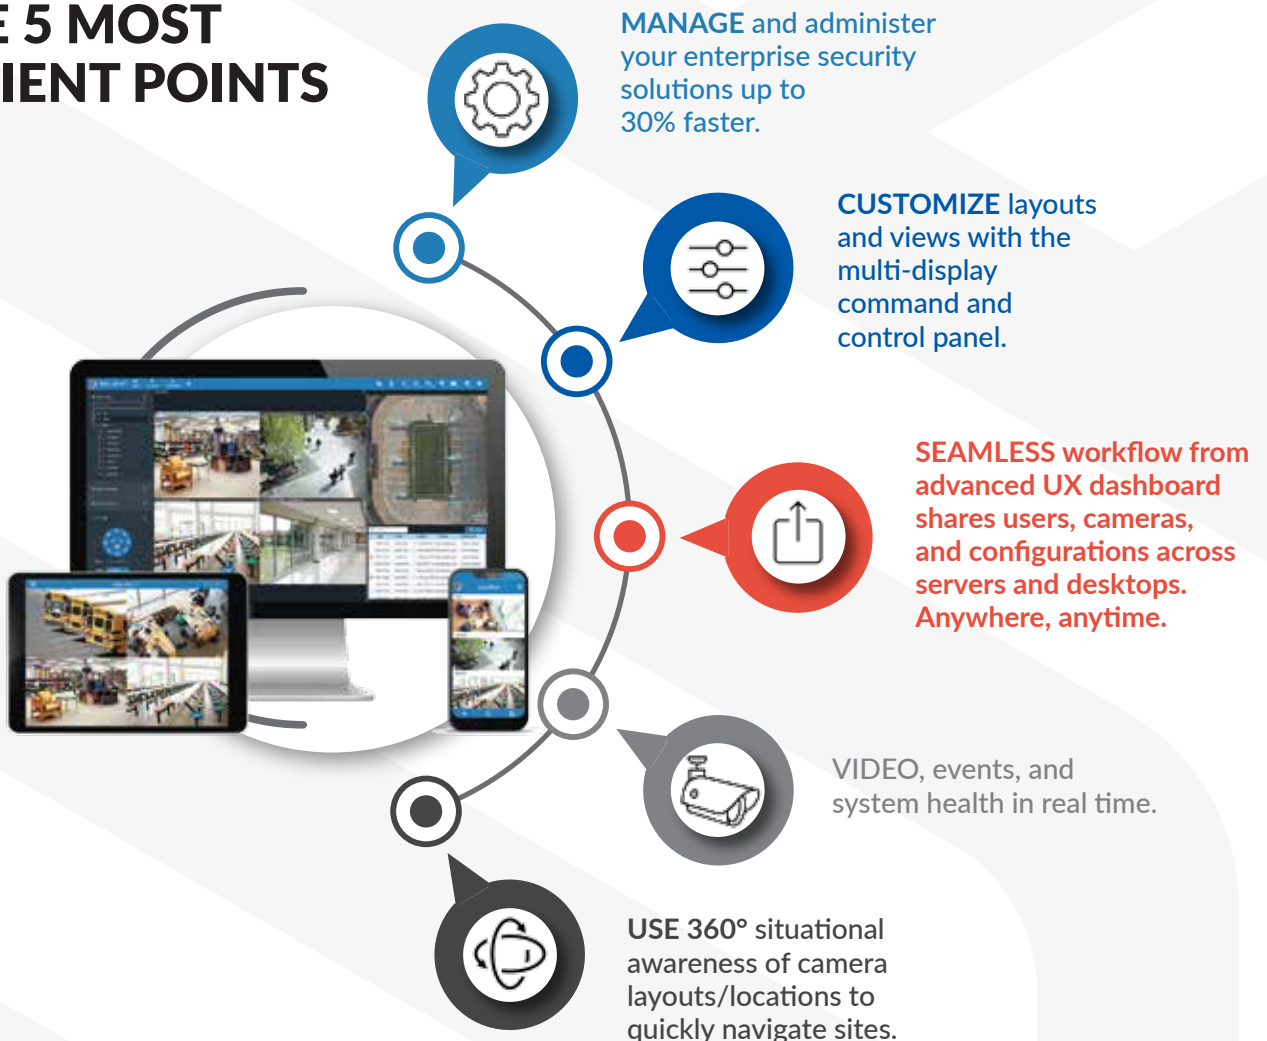 E 5 MOST
IENT POINTS
MANAGE and administer
your enterprise security
solutions up to
30% faster.
CUSTOMIZE layouts
and views with the
multi-display
command and
control panel.
SEAMLESS workflow from
advanced UX dashboard
shares users, cameras,
and configurations across
servers and desktops.
Anywhere, anytime.
VIDEO, events, and
system health in real time.
USE 360° situational
awareness of camera
layouts/locations to
quickly navigate sites.